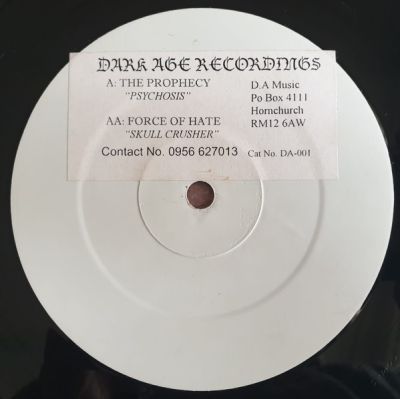 DARK AGE RECORDINGS
A: THE PROPHECY
"PSYCHOSIS"
AA: FORCE OF HATE
"SKULL CRUSHER"
D.A Music
Po Box 4111
Hornchurch
RM12 6AW
Contact No. 0956 627013
Cat No. DA-001